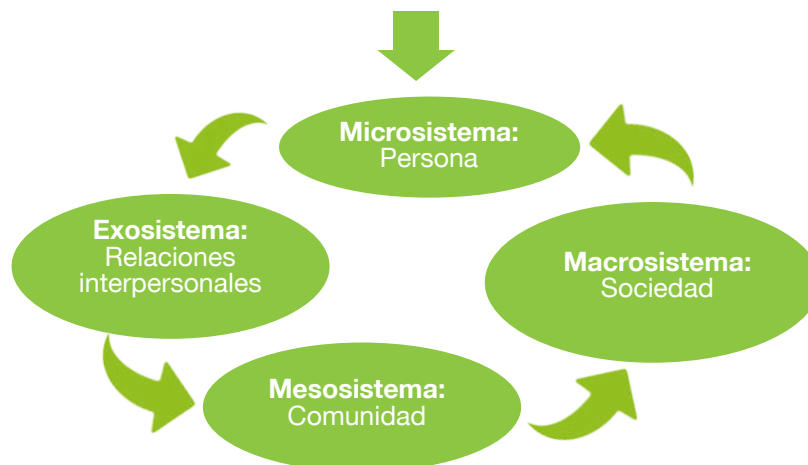 Microsistema:
Persona
Exosistema:
Relaciones
interpersonales
Macrosistema:
Sociedad
Mesosistema:
Comunidad